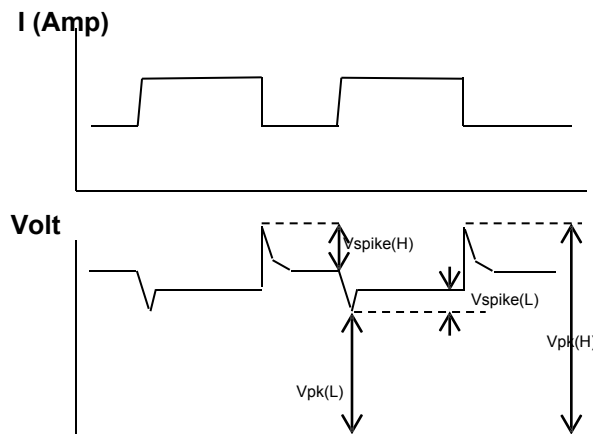 I (Amp)
Volt
Vspike(H)
Vspike(L)
Vpk(H)
Vpk(L)